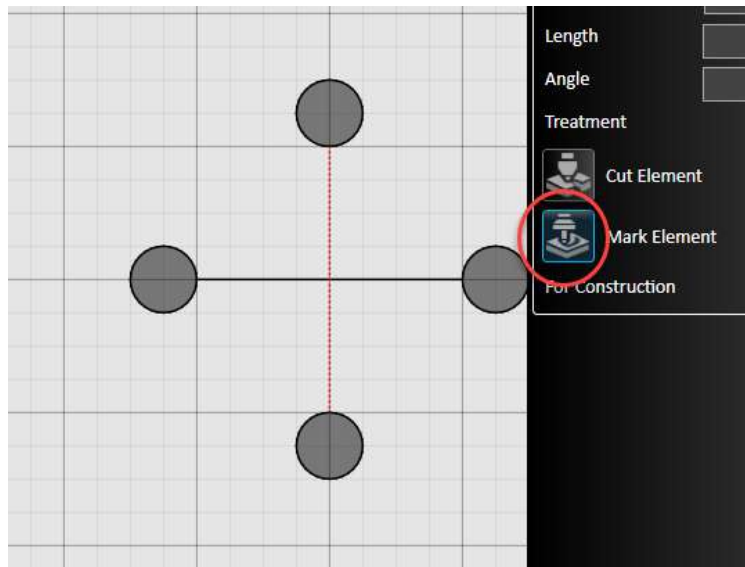 Length
Angle
Treatment
Cut Element
Mark Element
For Construction